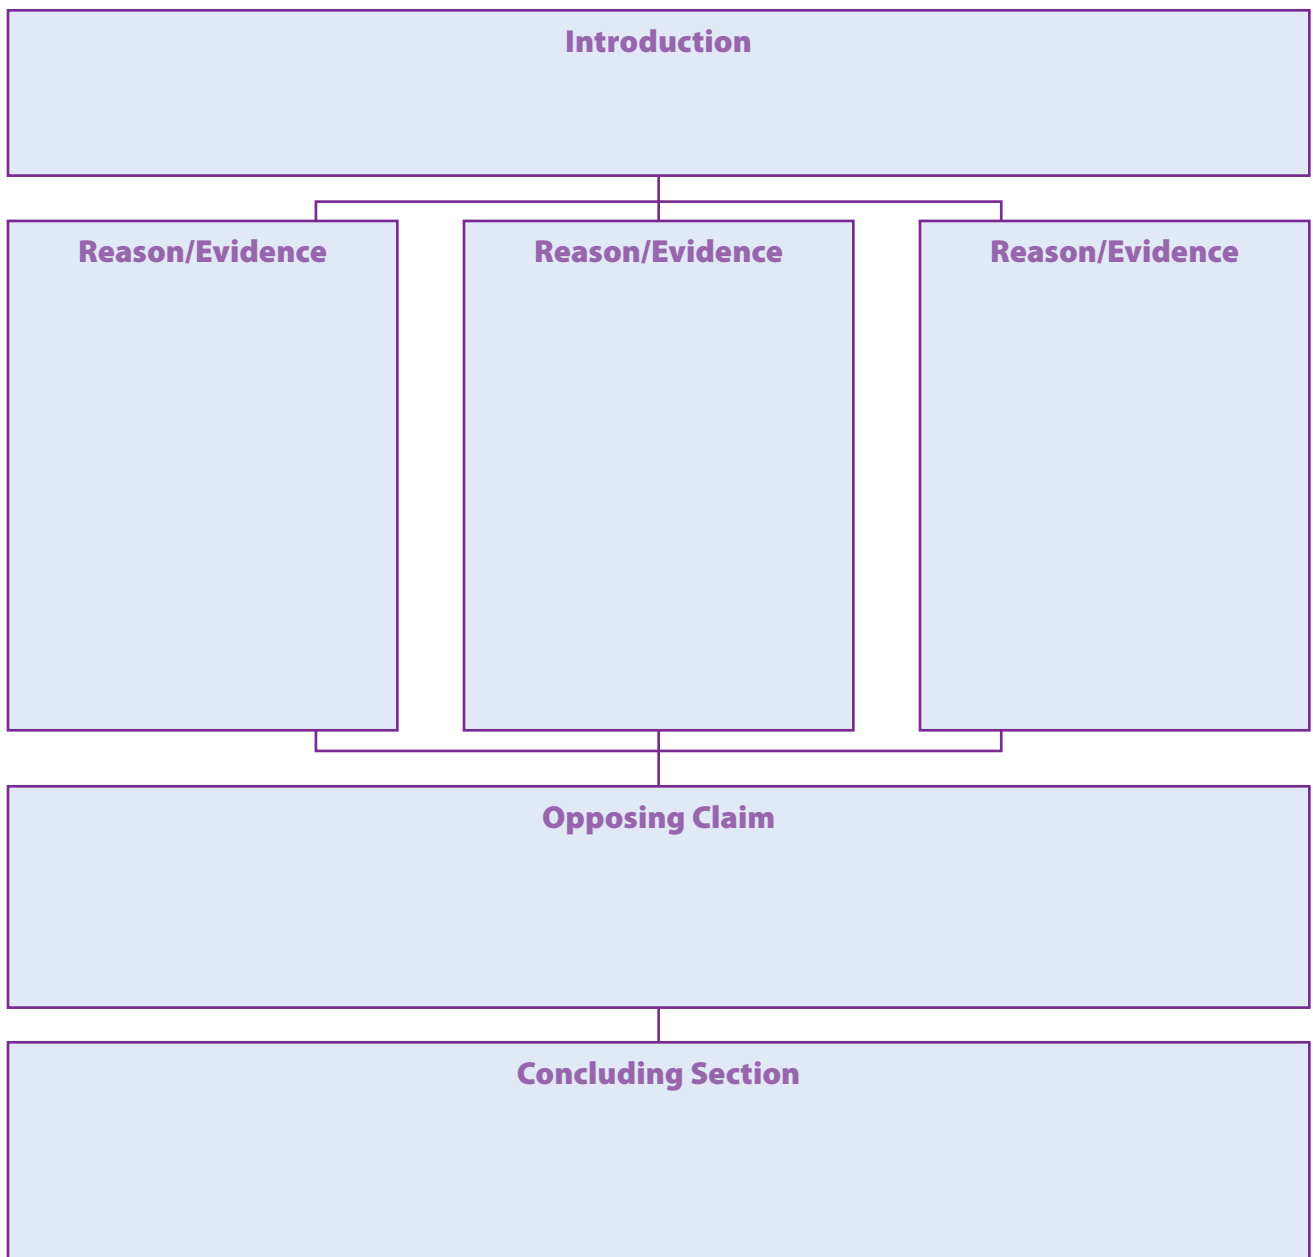 Introduction
Reason/Evidence
Reason/Evidence
Reason/Evidence
Opposing Claim
Concluding Section